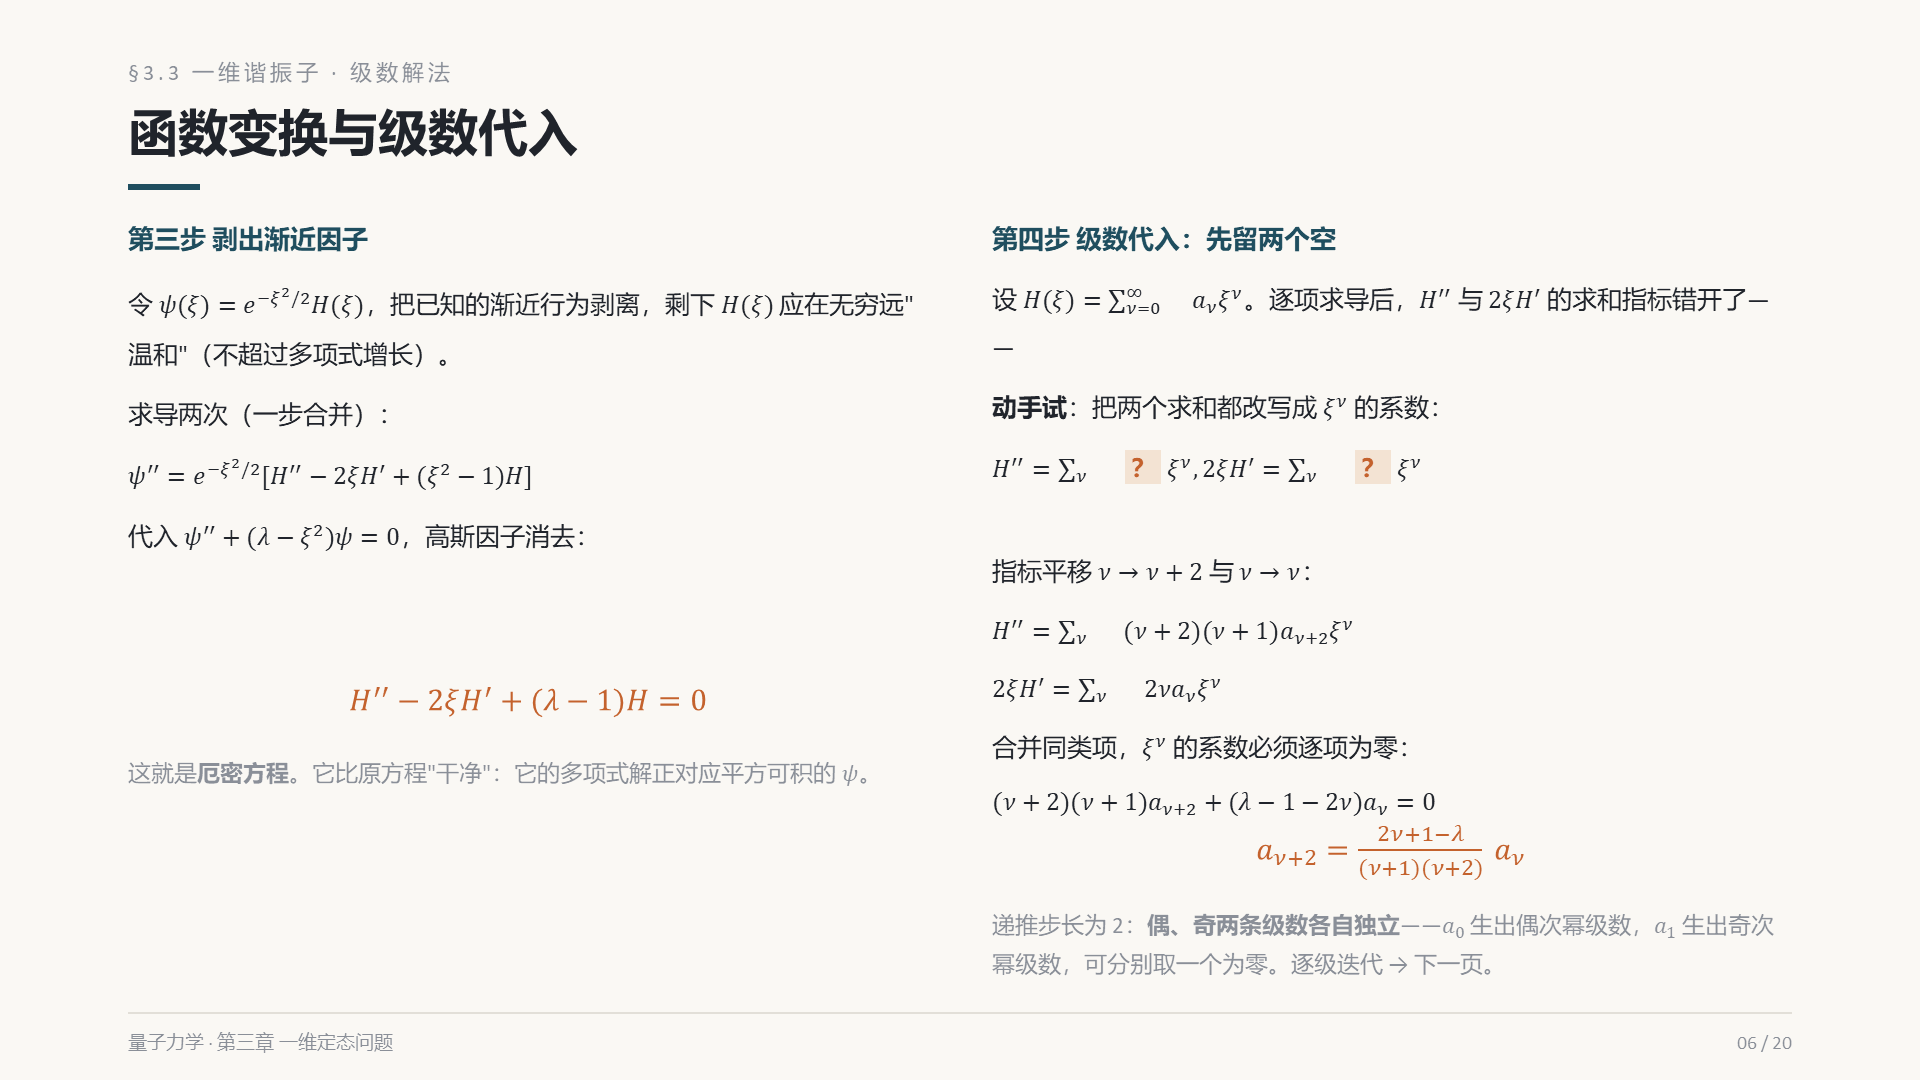 §3.3 一维谐振子 · 级数解法
函数变换与级数代入
第三步 剥出渐近因子
令 ψ(ξ) = e^{−ξ²/2}H(ξ)，把已知的渐近行为剥离，剩下 H(ξ) 应在无穷远"
温和"（不超过多项式增长）。
求导两次（一步合并）：
ψ′′ = e^{−ξ²/2}[H′′ − 2ξH′ + (ξ² − 1)H]
代入 ψ′′ + (λ − ξ²)ψ = 0，高斯因子消去：
H′′ − 2ξH′ + (λ − 1)H = 0
这就是厄密方程。它比原方程"干净"：它的多项式解正对应平方可积的 ψ。
第四步 级数代入：先留两个空
设 H(ξ) = ∑_{ν=0}^{∞} a_ν ξ^ν。逐项求导后，H′′ 与 2ξH′ 的求和指标错开了—
—
动手试：把两个求和都改写成 ξ^ν 的系数：
H′′ = ∑_ν ? ξ^ν, 2ξH′ = ∑_ν ? ξ^ν
指标平移 ν → ν + 2 与 ν → ν：
H′′ = ∑_ν (ν + 2)(ν + 1)a_{ν+2}ξ^ν
2ξH′ = ∑_ν 2νa_νξ^ν
合并同类项，ξ^ν 的系数必须逐项为零：
(ν + 2)(ν + 1)a_{ν+2} + (λ − 1 − 2ν)a_ν = 0
a_{ν+2} = \frac{2ν+1−λ}{(ν+1)(ν+2)} a_ν
递推步长为 2：偶、奇两条级数各自独立——a₀ 生出偶次幂级数，a₁ 生出奇次
幂级数，可分别取一个为零。逐级迭代 → 下一页。
量子力学 · 第三章 一维定态问题
06 / 20